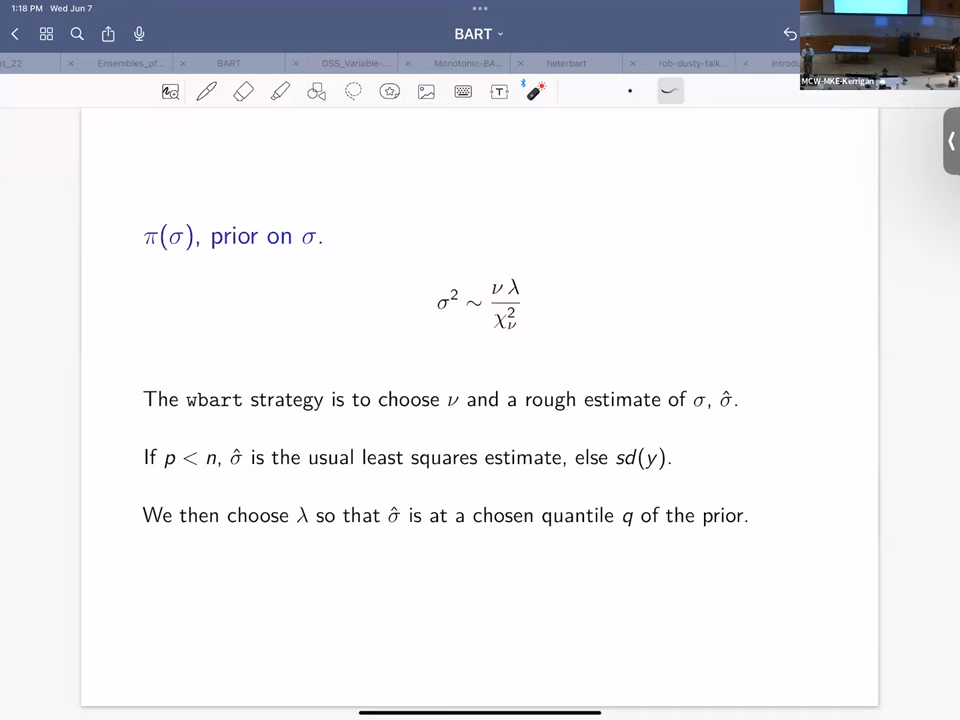 1:18 PM Wed Jun 7
BART
Ensembles_of...
BART
DSS_Variable-...
Monotonic-BA...
heterbart
rob-dusty-talk...
MCW-MKE-Kerrigan
π(σ), prior on σ.
σ² ∼ ν λ / χ²_ν
The wbart strategy is to choose ν and a rough estimate of σ, σ̂.
If p < n, σ̂ is the usual least squares estimate, else sd(y).
We then choose λ so that σ̂ is at a chosen quantile q of the prior.